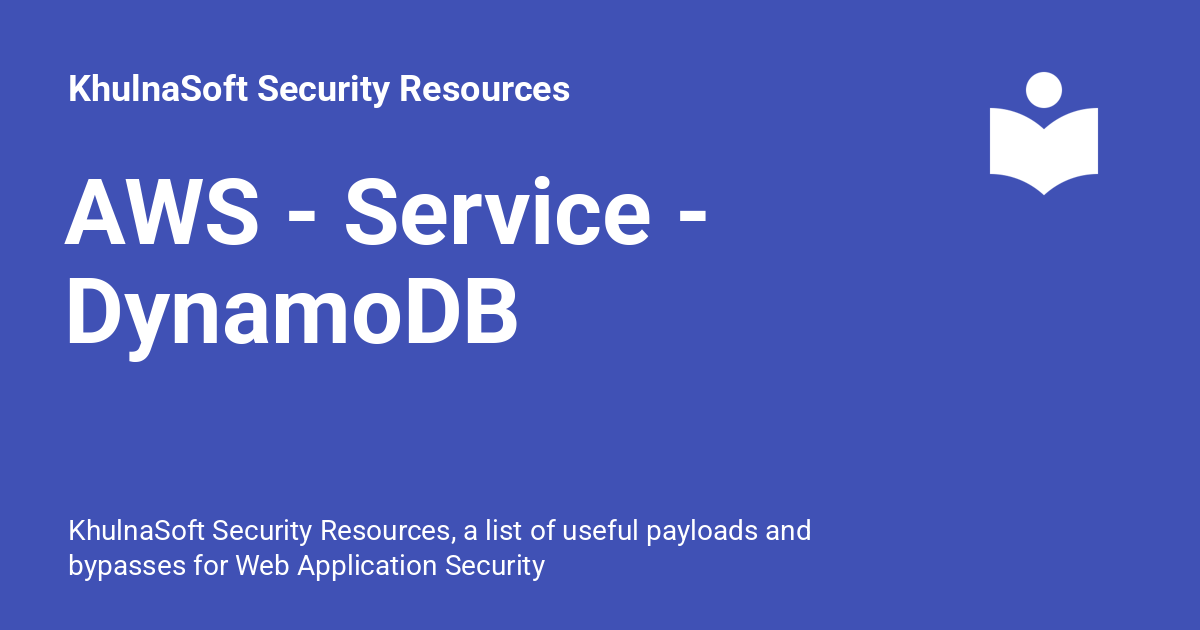 KhulnaSoft Security Resources
AWS - Service -
DynamoDB
KhulnaSoft Security Resources, a list of useful payloads and
bypasses for Web Application Security